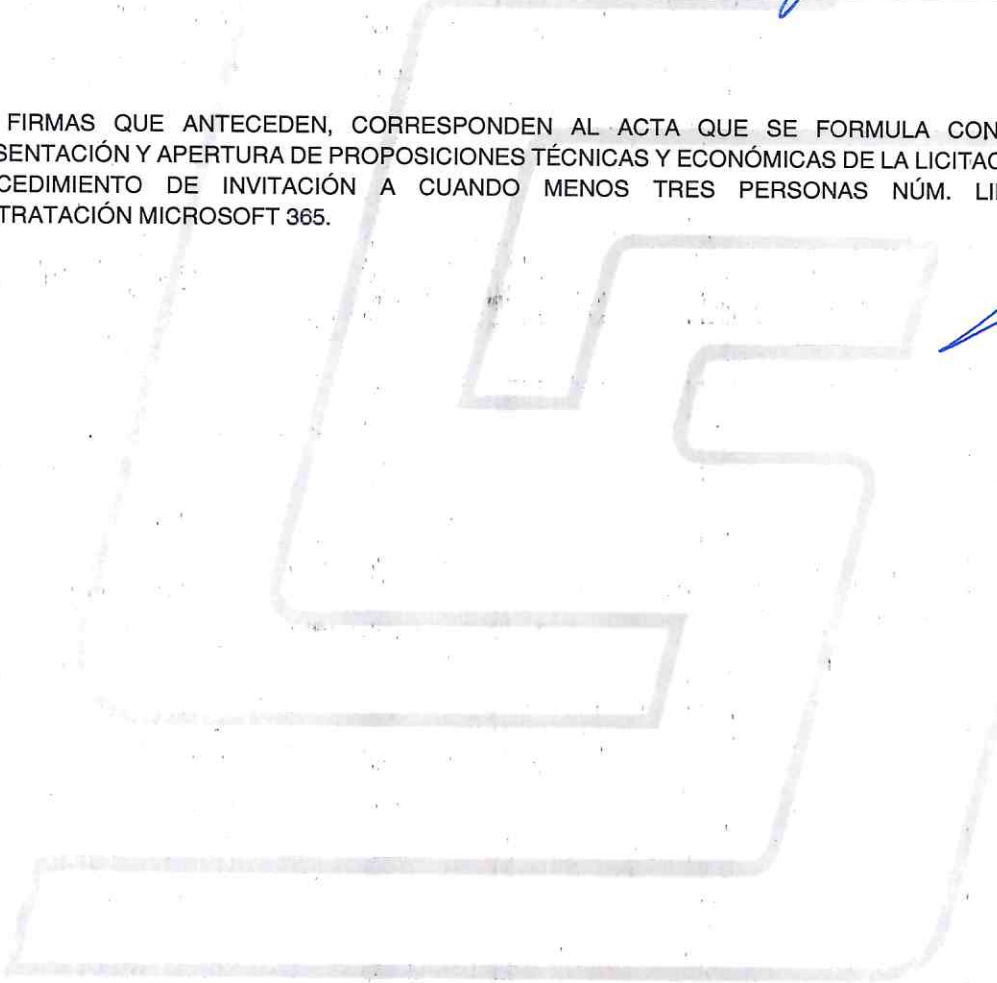 FIRMAS QUE ANTECEDEN, CORRESPONDEN AL ACTA QUE SE FORMULA CON
SENTACIÓN Y APERTURA DE PROPOSICIONES TÉCNICAS Y ECONÓMICAS DE LA LICITAC
CEDIMIENTO DE INVITACIÓN A CUANDO MENOS TRES PERSONAS NÚM. LI
TRATACIÓN MICROSOFT 365.